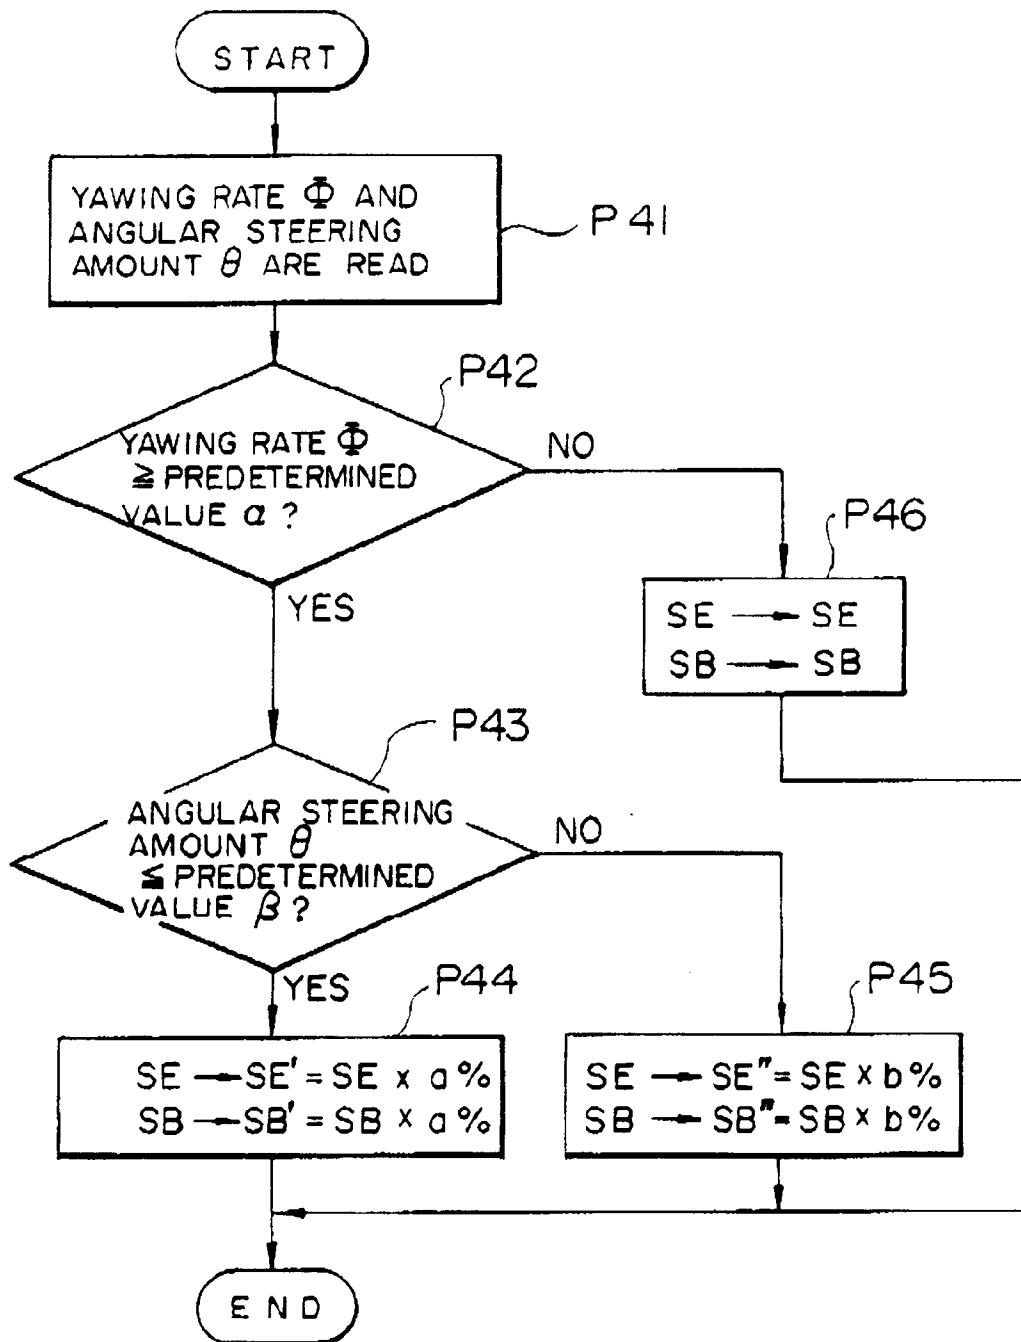 START
YAWING RATE Φ AND
ANGULAR STEERING
AMOUNT θ ARE READ
P41
P42
YAWING RATE Φ
≧ PREDETERMINED
VALUE α ?
NO
YES
P46
SE → SE
SB → SB
P43
ANGULAR STEERING
AMOUNT θ
≦ PREDETERMINED
VALUE β ?
NO
YES
P44
SE → SE' = SE × a %
SB → SB' = SB × a %
P45
SE → SE" = SE × b %
SB → SB" = SB × b %
END